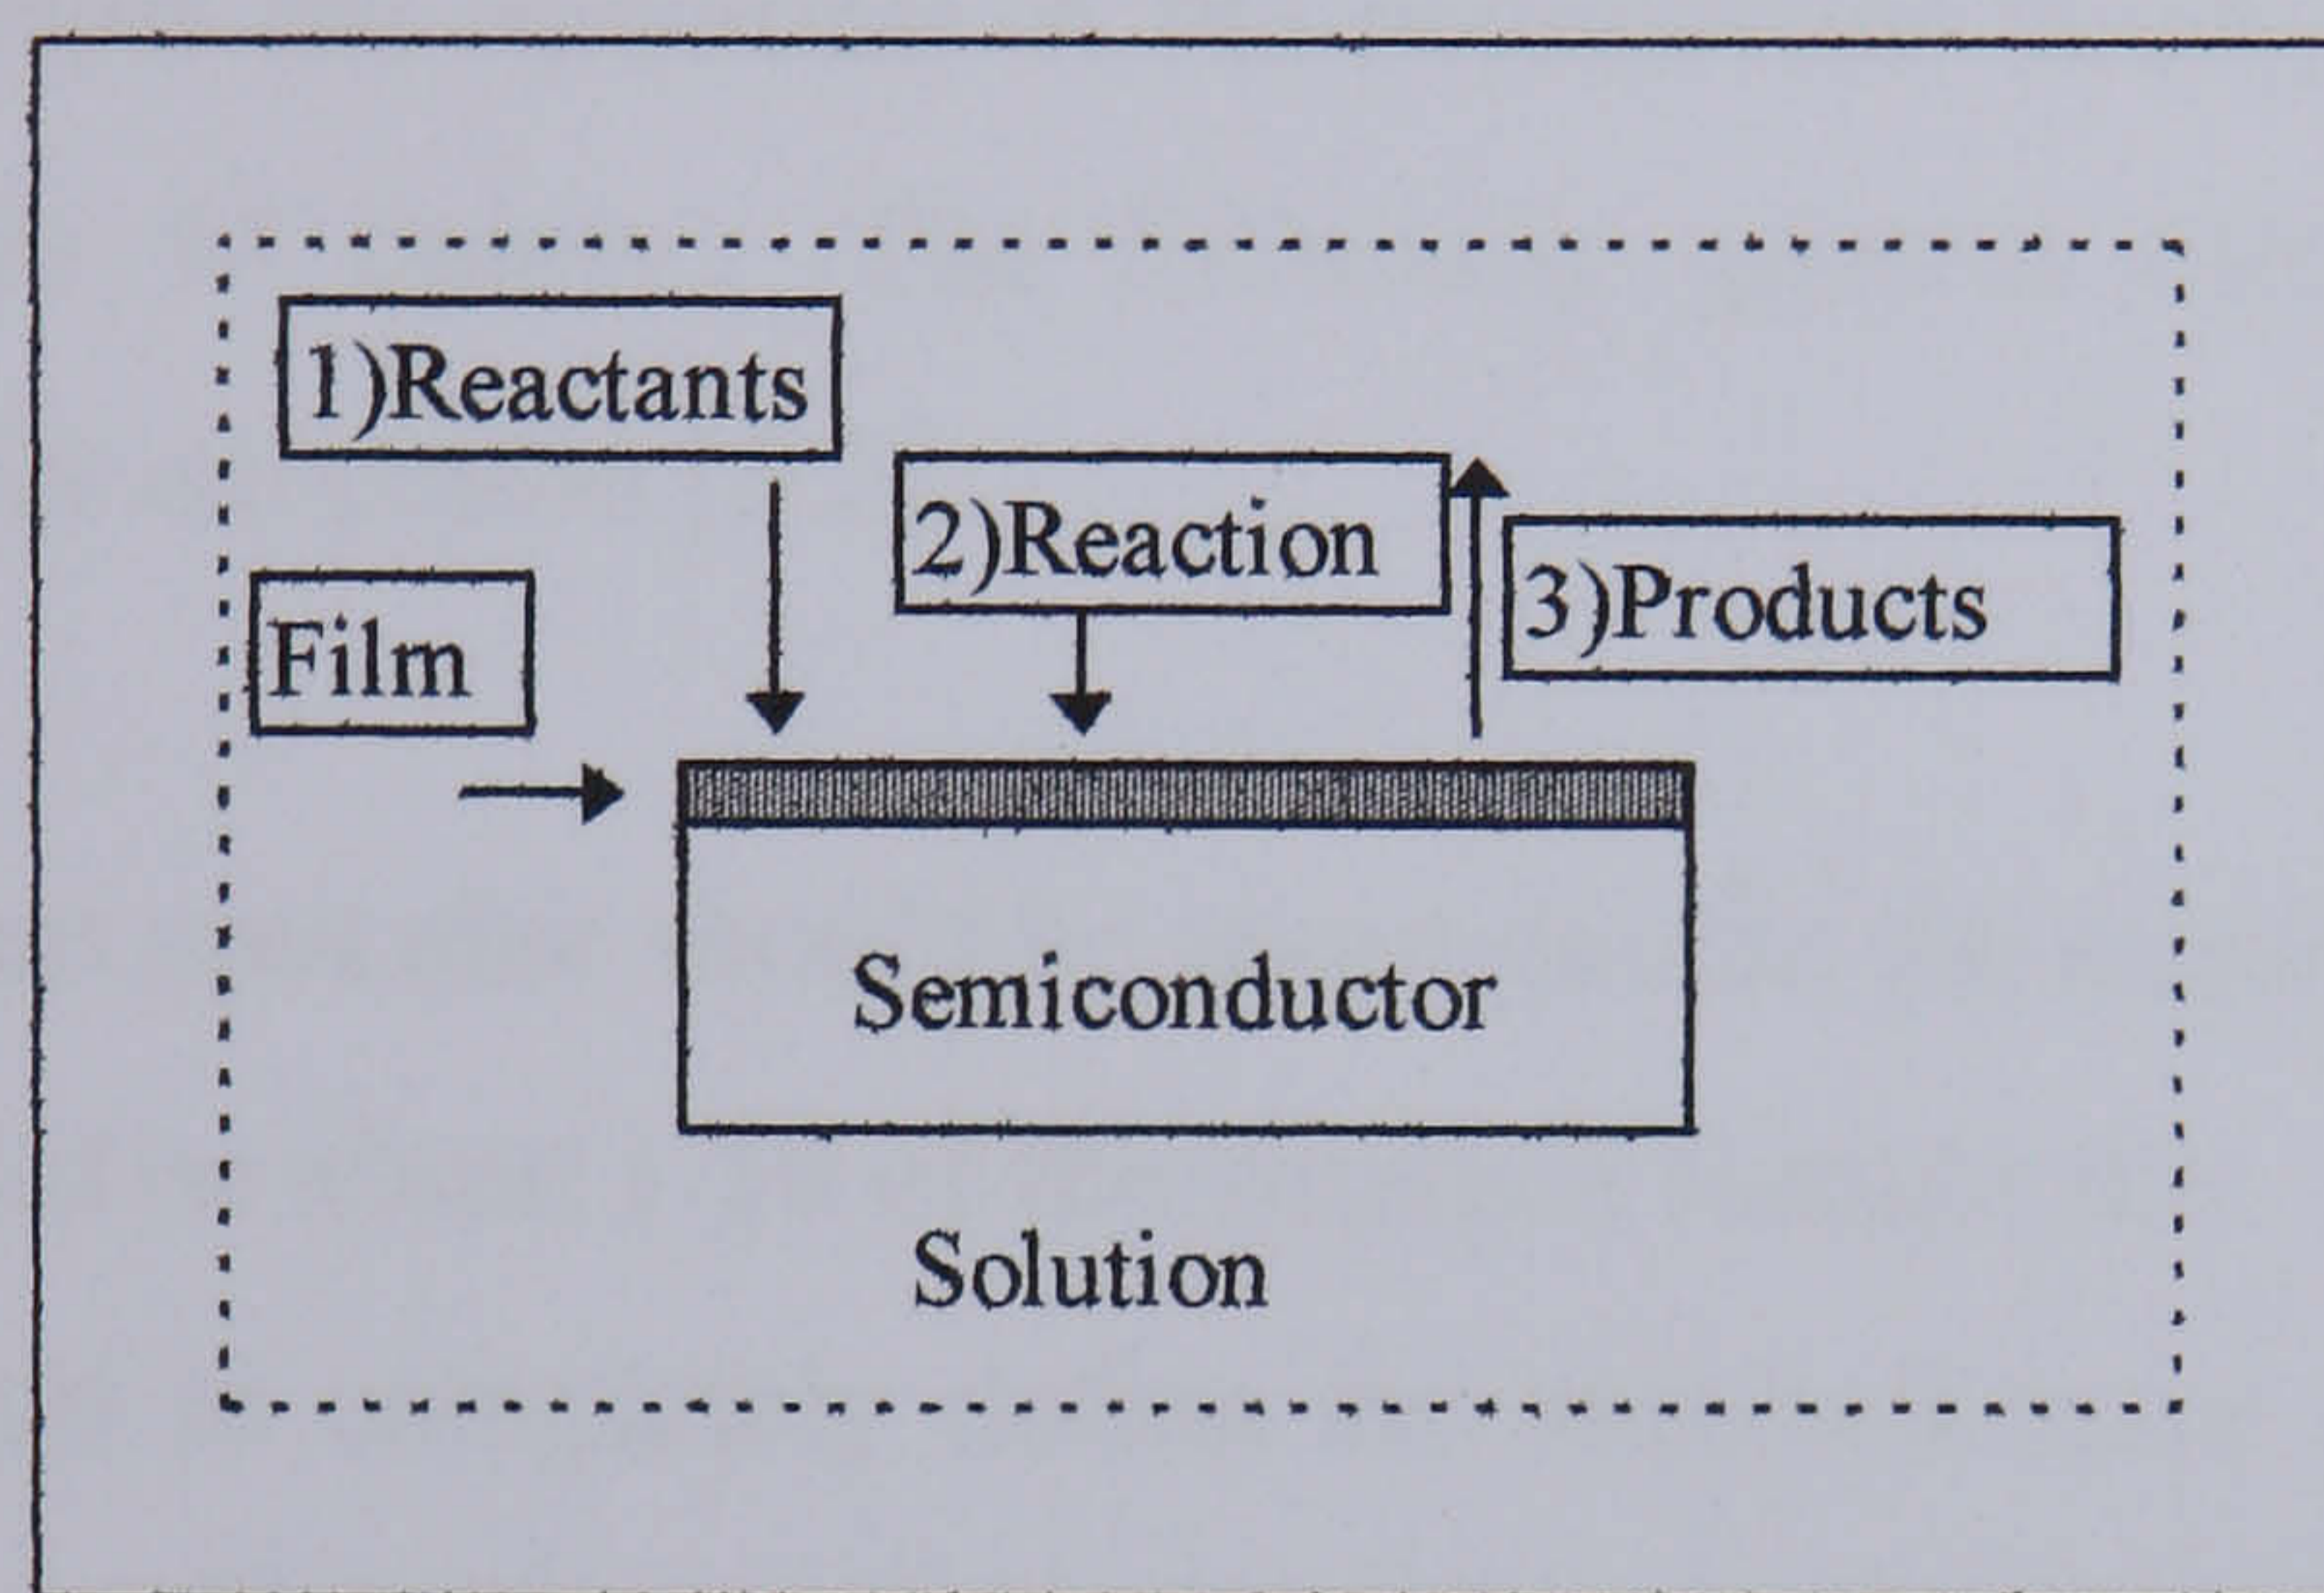 1)Reactants
2)Reaction
3)Products
Film
Semiconductor
Solution